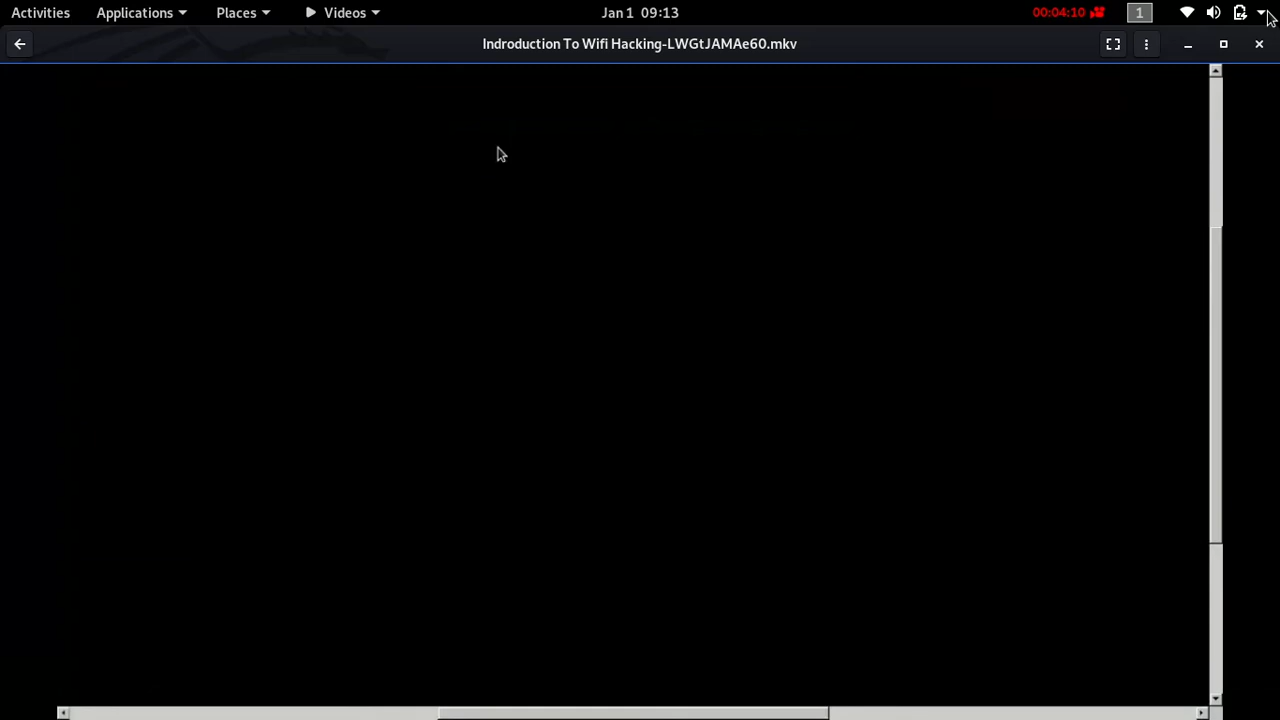 Activities Applications Places Videos Jan 1 09:13 00:04:10 1
Indroduction To Wifi Hacking-LWGtJAMAe60.mkv